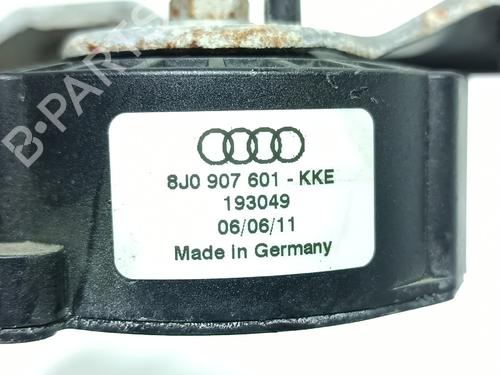 B-PARTS
8J0 907 601 - KKE
193049
06/06/11
Made in Germany